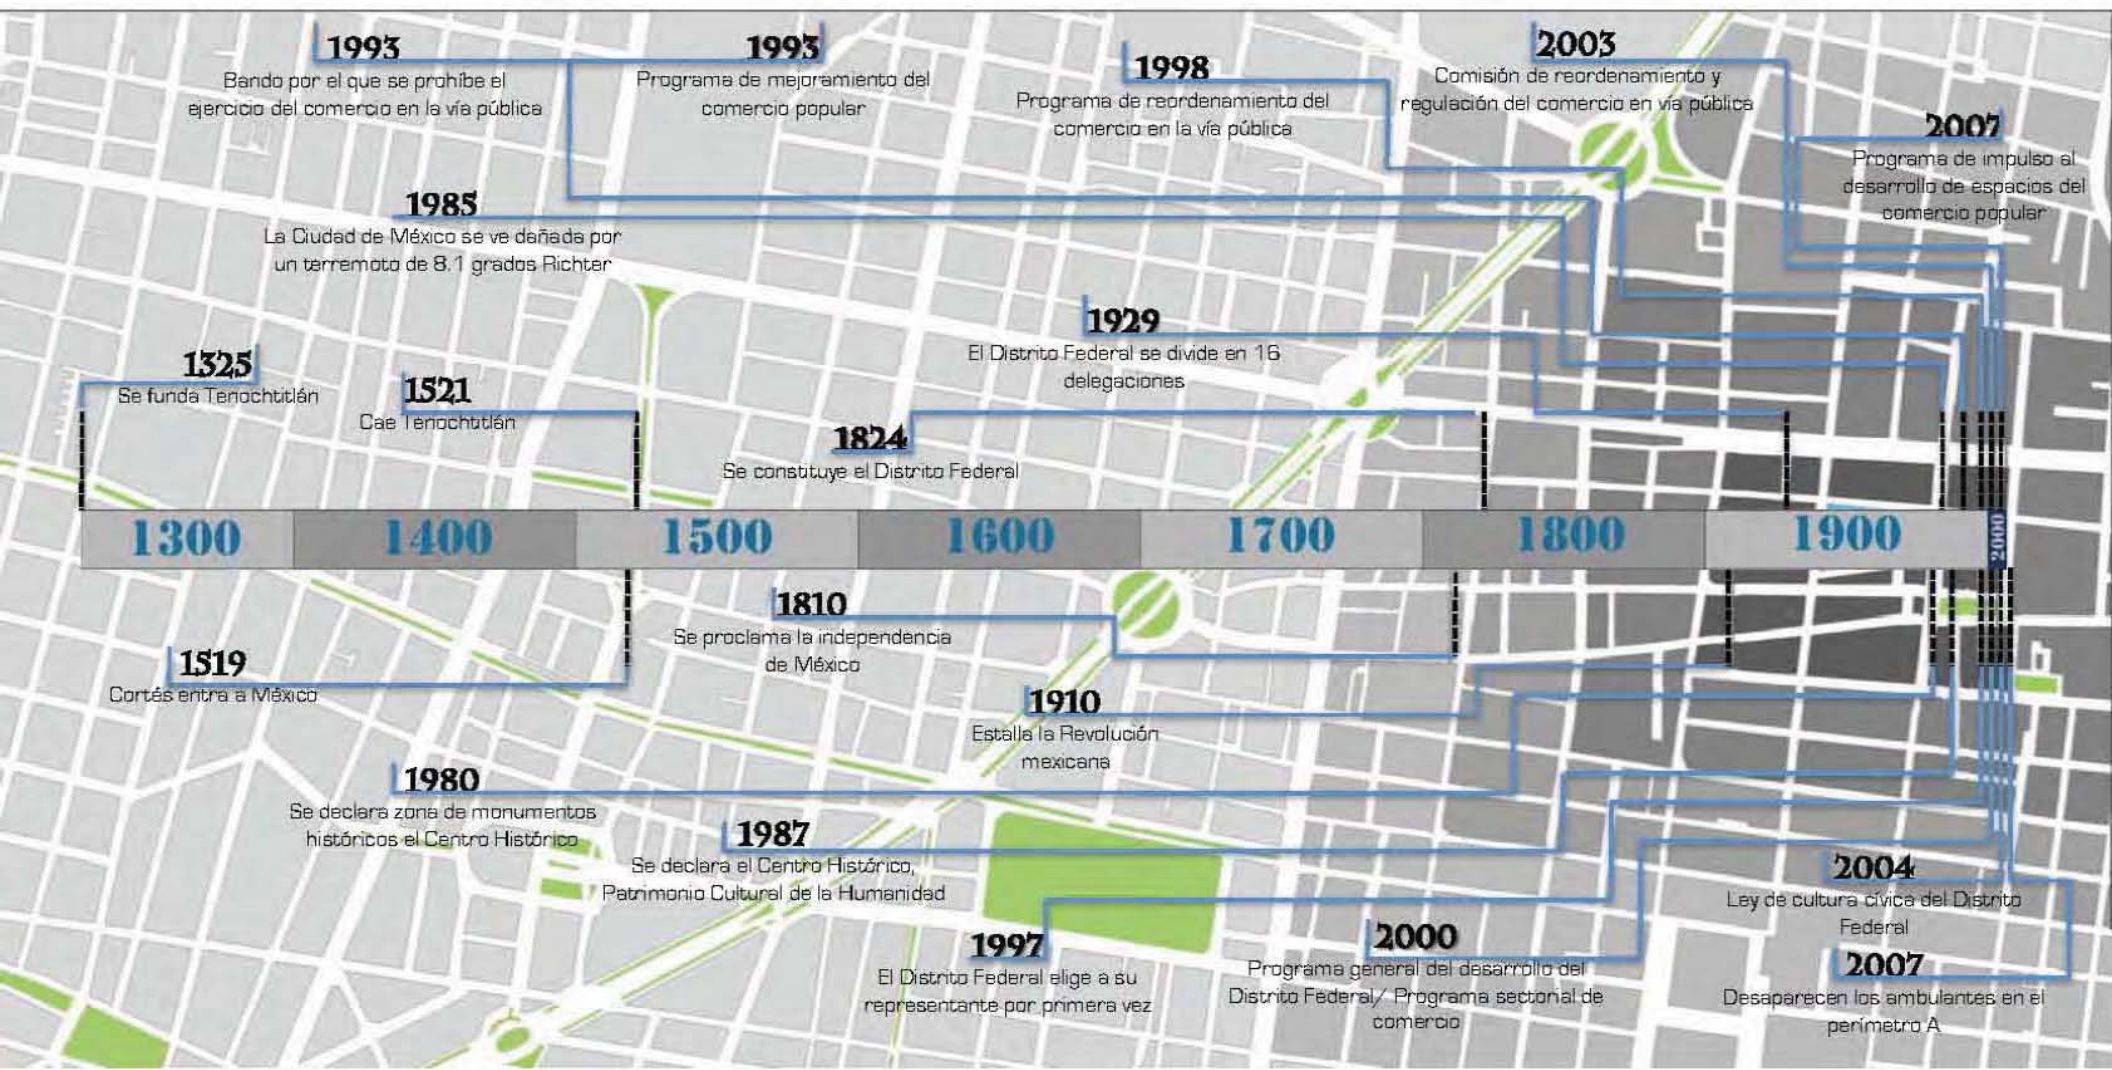 1993
Bando por el que se prohíbe el
ejercicio del comercio en la vía pública
1993
Programa de mejoramiento del
comercio popular
1998
Programa de reordenamiento del
comercio en la vía pública
2003
Comisión de reordenamiento y
regulación del comercio en vía pública
2007
Programa de impulso al
desarrollo de espacios del
comercio popular
1985
La Ciudad de México se ve dañada por
un terremoto de 8.1 grados Richter
1929
El Distrito Federal se divide en 16
delegaciones
1325
Se funda Tenochtitlán
1521
Cae Tenochtitlán
1824
Se constituye el Distrito Federal
1300 1400 1500 1600 1700 1800 1900 2000
1519
Cortés entra a México
1810
Se proclama la independencia
de México
1910
Estalla la Revolución
mexicana
1980
Se declara zona de monumentos
históricos el Centro Histórico
1987
Se declara el Centro Histórico,
Patrimonio Cultural de la Humanidad
1997
El Distrito Federal elige a su
representante por primera vez
2000
Programa general del desarrollo del
Distrito Federal/ Programa sectorial de
comercio
2004
Ley de cultura cívica del Distrito
Federal
2007
Desaparecen los ambulantes en el
perímetro A